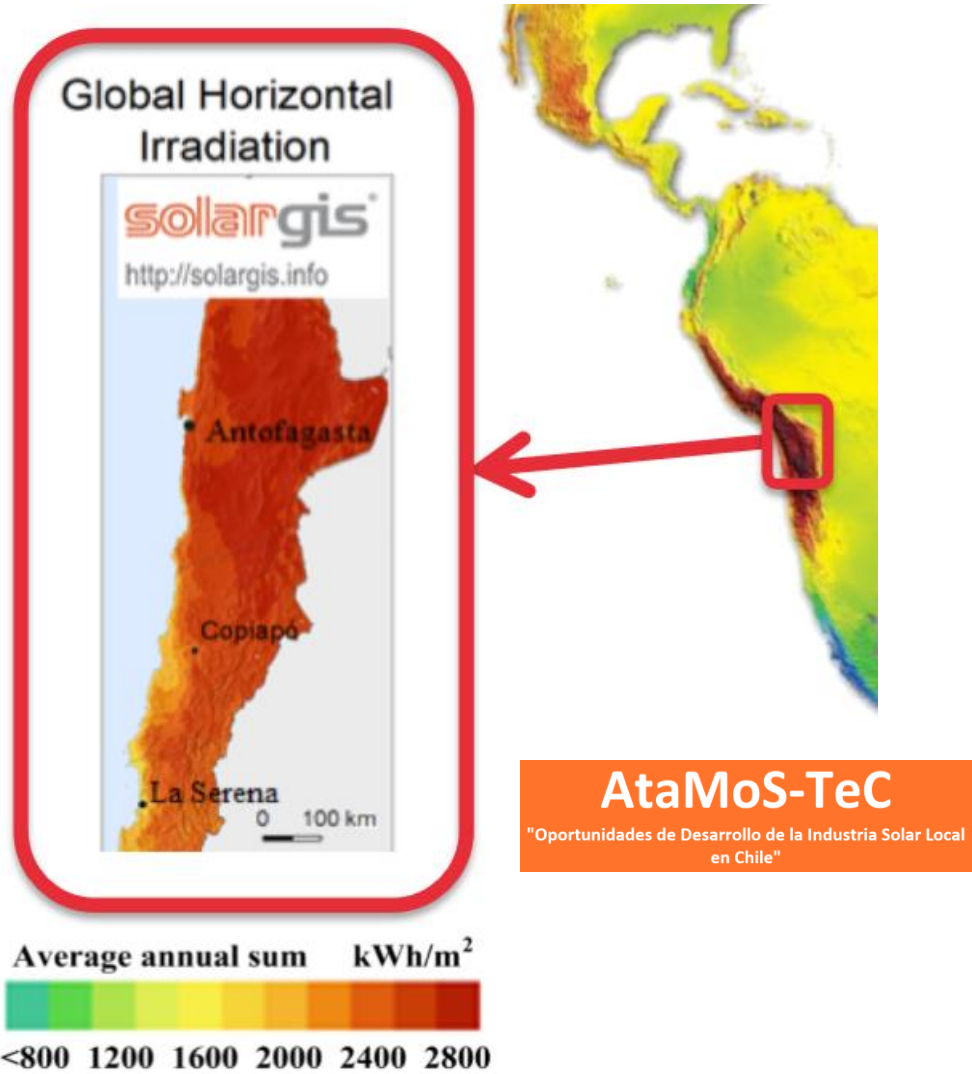 Global Horizontal
Irradiation
solargis®
http://solargis.info
Antofagasta
Copiapó
La Serena
0 100 km
AtaMoS-TeC
"Oportunidades de Desarrollo de la Industria Solar Local
en Chile"
Average annual sum kWh/m²
<800 1200 1600 2000 2400 2800